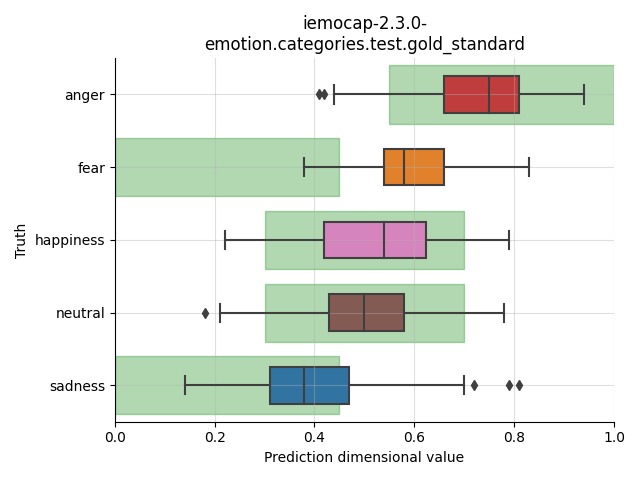 iemocap-2.3.0-
emotion.categories.test.gold_standard
anger
fear
happiness
neutral
sadness
Truth
0.0 0.2 0.4 0.6 0.8 1.0
Prediction dimensional value